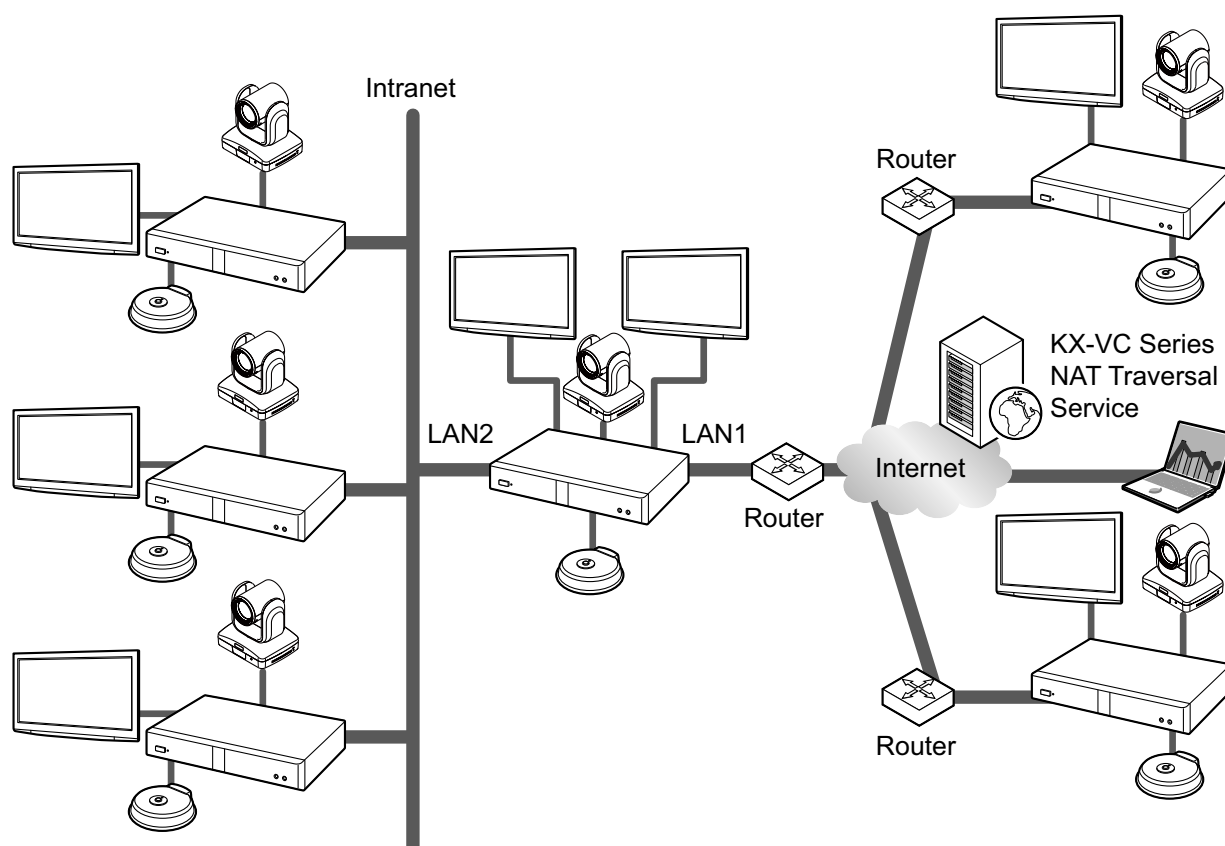 Intranet
Router
KX-VC Series
NAT Traversal
Service
LAN2
LAN1
Internet
Router
Router